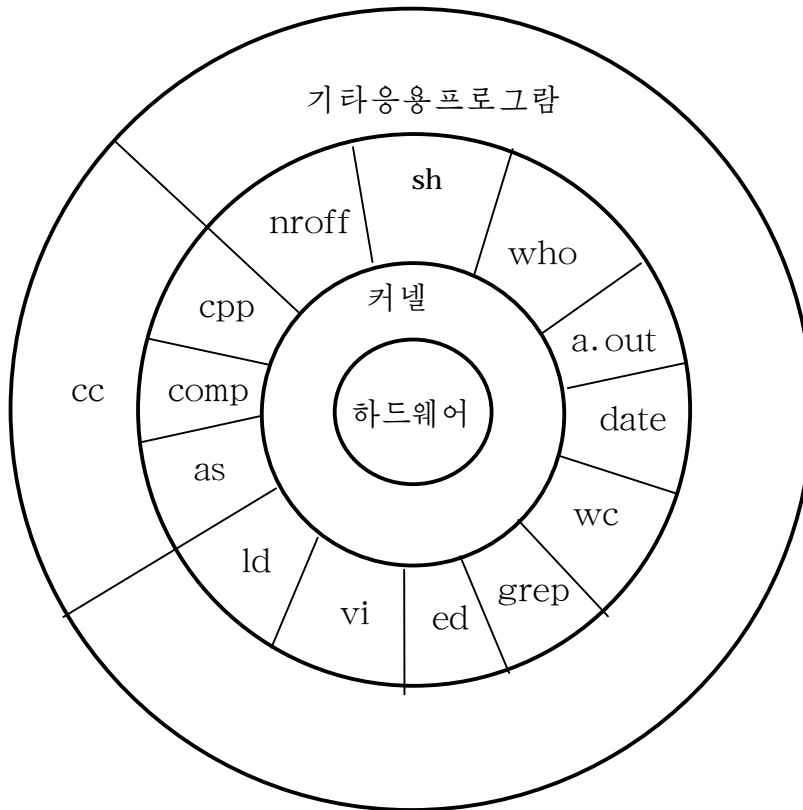 기타응용프로그람
sh
nroff
who
cpp
커넬
a.out
cc
comp
하드웨어
date
as
wc
ld
grep
vi
ed